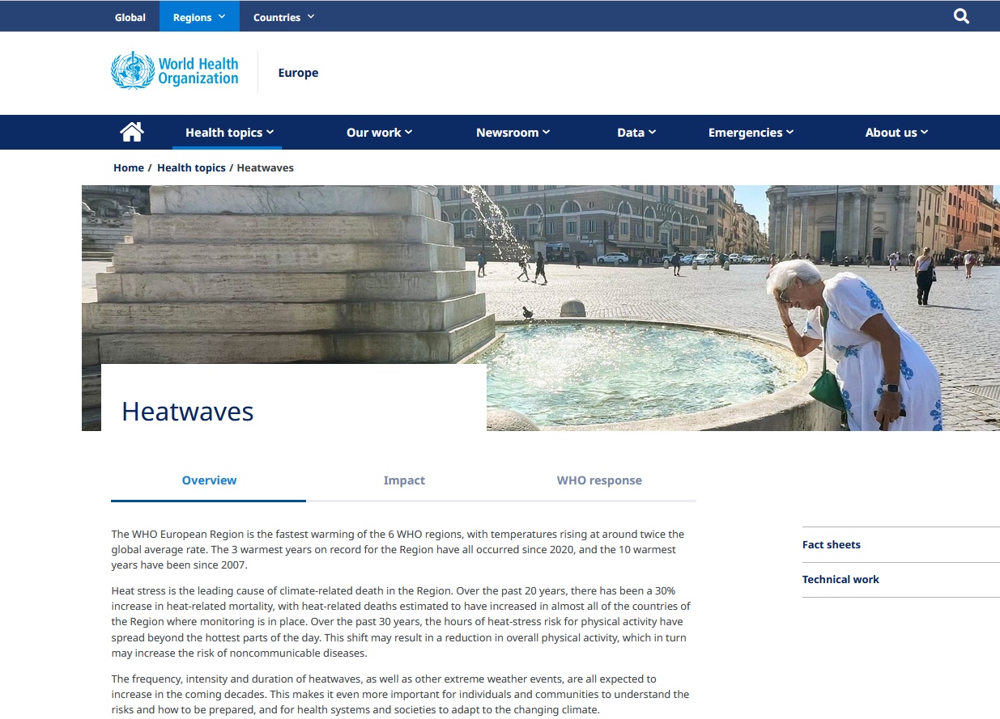 Global Regions Countries
World Health
Organization
Europe
Health topics Our work Newsroom Data Emergencies About us
Home / Health topics / Heatwaves
Heatwaves
Overview Impact WHO response
The WHO European Region is the fastest warming of the 6 WHO regions, with temperatures rising at around twice the
global average rate. The 3 warmest years on record for the Region have all occurred since 2020, and the 10 warmest
years have been since 2007.
Heat stress is the leading cause of climate-related death in the Region. Over the past 20 years, there has been a 30%
increase in heat-related mortality, with heat-related deaths estimated to have increased in almost all of the countries of
the Region where monitoring is in place. Over the past 30 years, the hours of heat-stress risk for physical activity have
spread beyond the hottest parts of the day. This shift may result in a reduction in overall physical activity, which in turn
may increase the risk of noncommunicable diseases.
The frequency, intensity and duration of heatwaves, as well as other extreme weather events, are all expected to
increase in the coming decades. This makes it even more important for individuals and communities to understand the
risks and how to be prepared, and for health systems and societies to adapt to the changing climate.
Fact sheets
Technical work